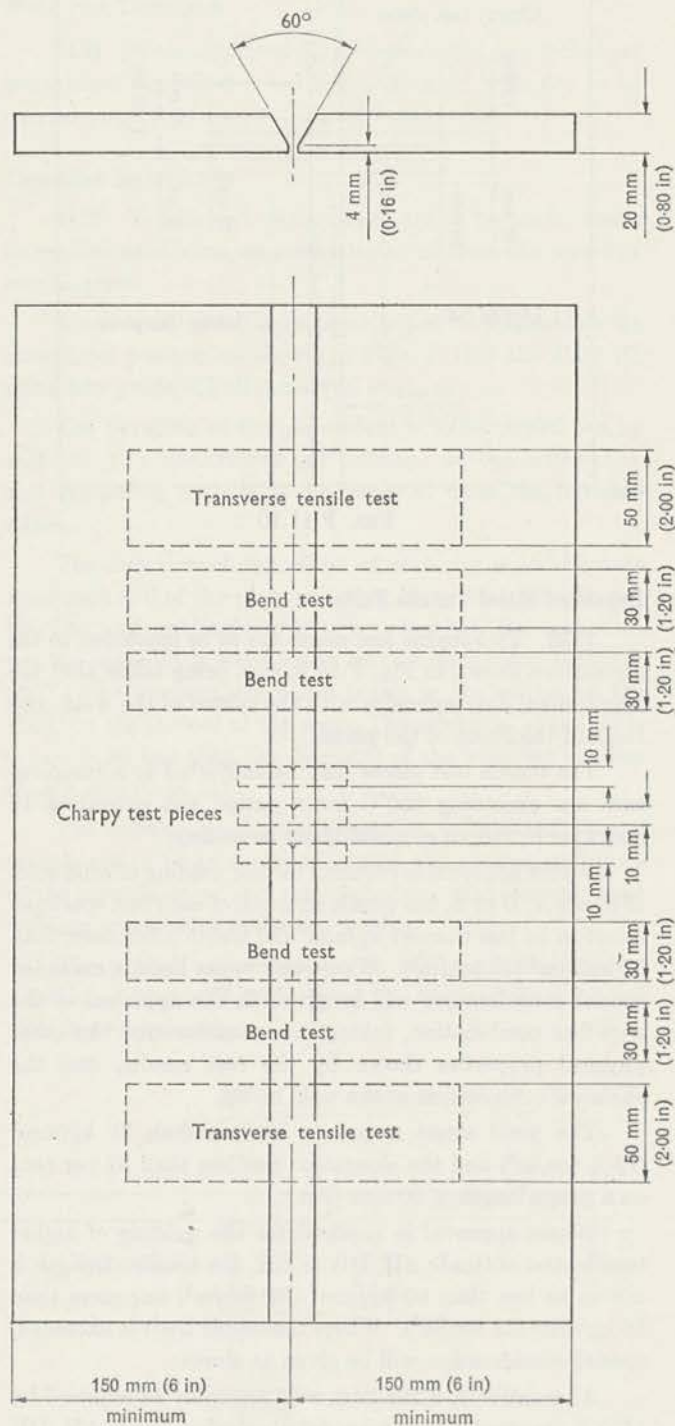 60°
4 mm
(0·16 in)
20 mm
(0·80 in)
Transverse tensile test
50 mm
(2·00 in)
Bend test
30 mm
(1·20 in)
Bend test
30 mm
(1·20 in)
Charpy test pieces
10 mm
10 mm
10 mm
Bend test
30 mm
(1·20 in)
Bend test
30 mm
(1·20 in)
Transverse tensile test
50 mm
(2·00 in)
150 mm (6 in)
minimum
150 mm (6 in)
minimum